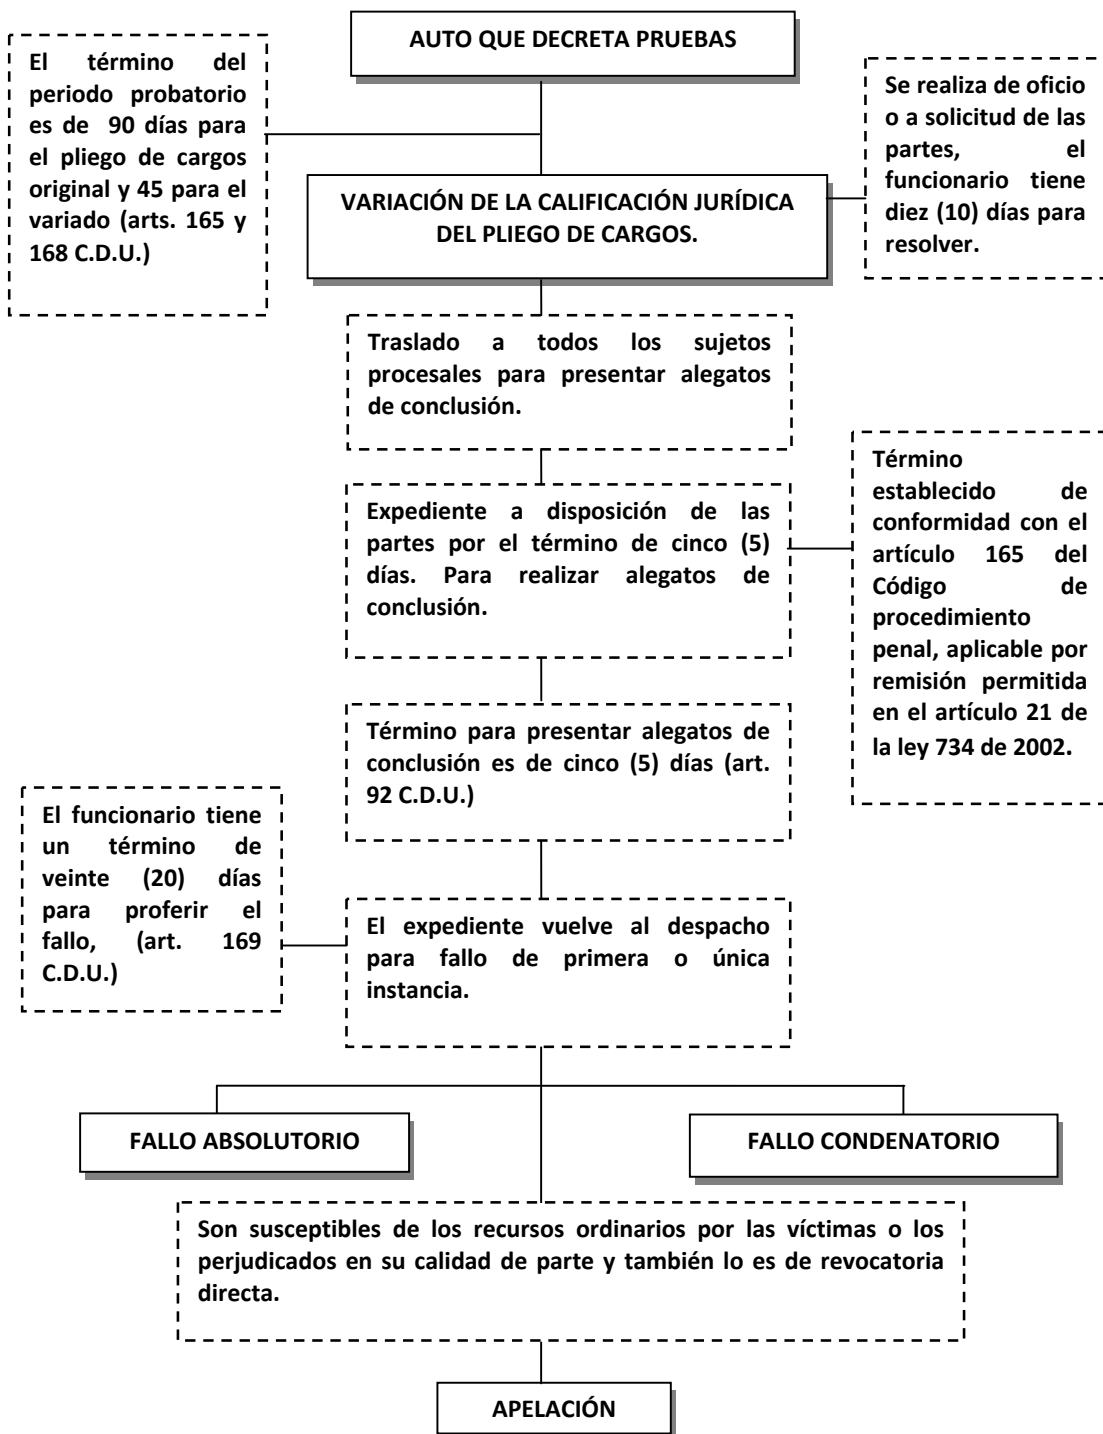 AUTO QUE DECRETA PRUEBAS
El término del
periodo probatorio
es de 90 días para
el pliego de cargos
original y 45 para el
variado (arts. 165 y
168 C.D.U.)
Se realiza de oficio
o a solicitud de las
partes, el
funcionario tiene
diez (10) días para
resolver.
VARIACIÓN DE LA CALIFICACIÓN JURÍDICA
DEL PLIEGO DE CARGOS.
Traslado a todos los sujetos
procesales para presentar alegatos
de conclusión.
Expediente a disposición de las
partes por el término de cinco (5)
días. Para realizar alegatos de
conclusión.
Término
establecido de
conformidad con el
artículo 165 del
Código de
procedimiento
penal, aplicable por
remisión permitida
en el artículo 21 de
la ley 734 de 2002.
Término para presentar alegatos de
conclusión es de cinco (5) días (art.
92 C.D.U.)
El funcionario tiene
un término de
veinte (20) días
para proferir el
fallo, (art. 169
C.D.U.)
El expediente vuelve al despacho
para fallo de primera o única
instancia.
FALLO ABSOLUTORIO
FALLO CONDENATORIO
Son susceptibles de los recursos ordinarios por las víctimas o los
perjudicados en su calidad de parte y también lo es de revocatoria
directa.
APELACIÓN